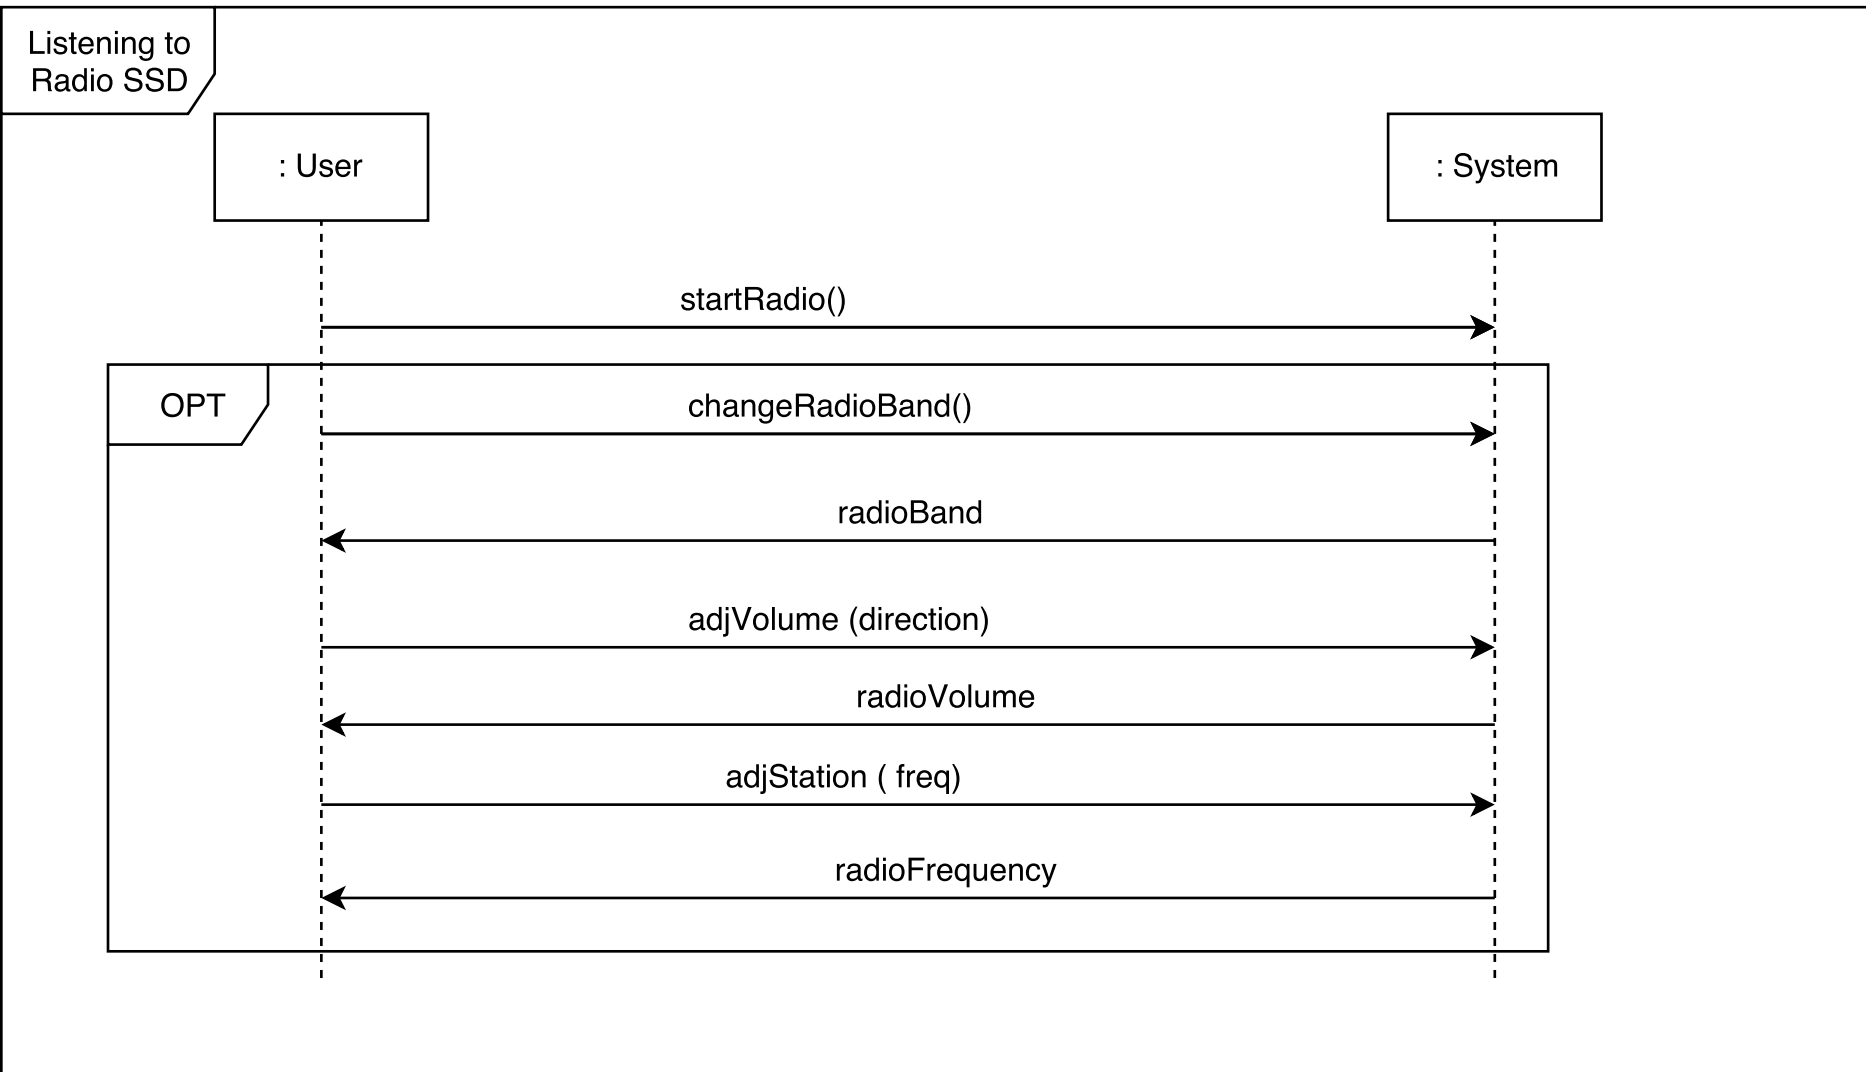 Listening to
Radio SSD
: User
: System
startRadio()
OPT
changeRadioBand()
radioBand
adjVolume (direction)
radioVolume
adjStation ( freq)
radioFrequency